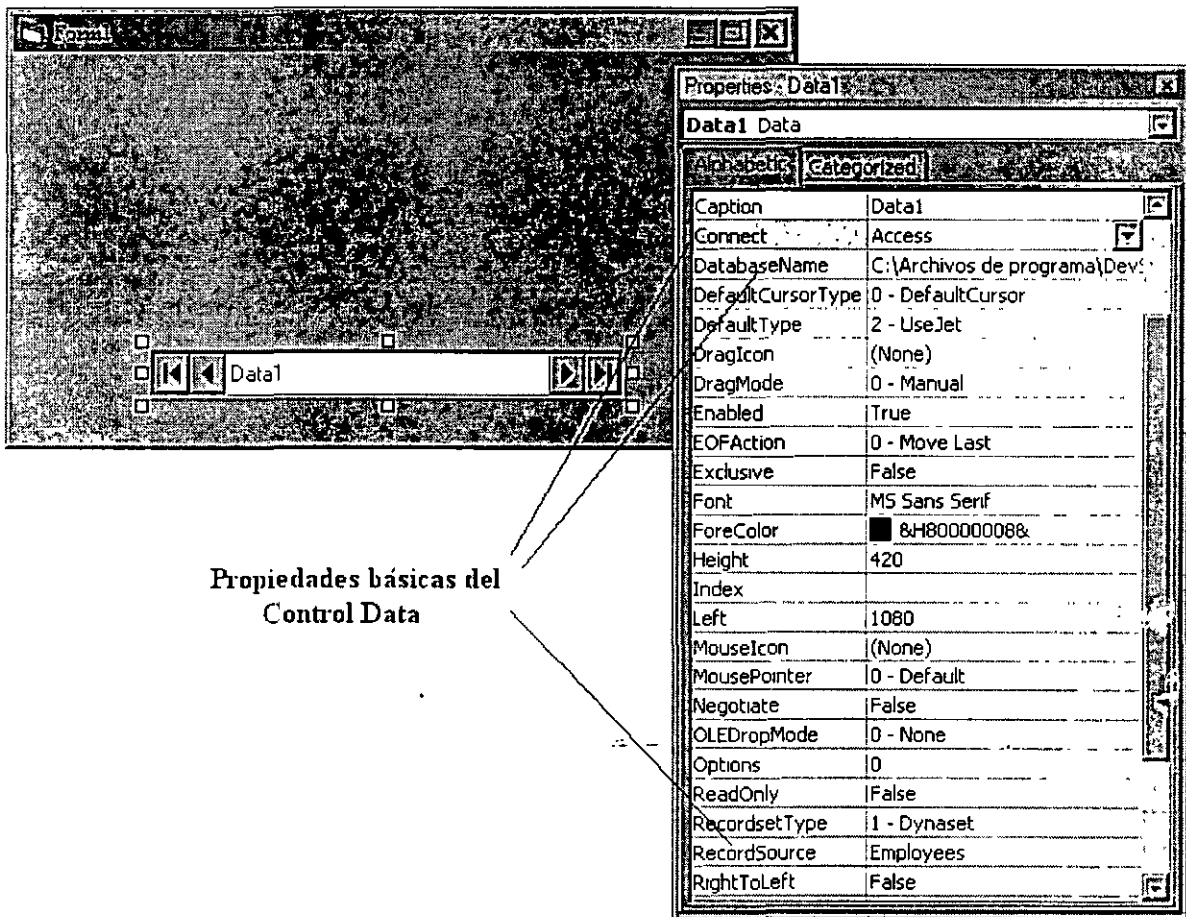 Form1
Data1
Propiedades básicas del
Control Data
Properties : Data1
Data1 Data
Alphabetic Categorized
Caption Data1
Connect Access
DatabaseName C:\Archivos de programa\DevS
DefaultCursorType 0 - DefaultCursor
DefaultType 2 - UseJet
DragIcon (None)
DragMode 0 - Manual
Enabled True
EOFAction 0 - Move Last
Exclusive False
Font MS Sans Serif
ForeColor &H80000008&
Height 420
Index
Left 1080
MouseIcon (None)
MousePointer 0 - Default
Negotiate False
OLEDropMode 0 - None
Options 0
ReadOnly False
RecordsetType 1 - Dynaset
RecordSource Employees
RightToLeft False